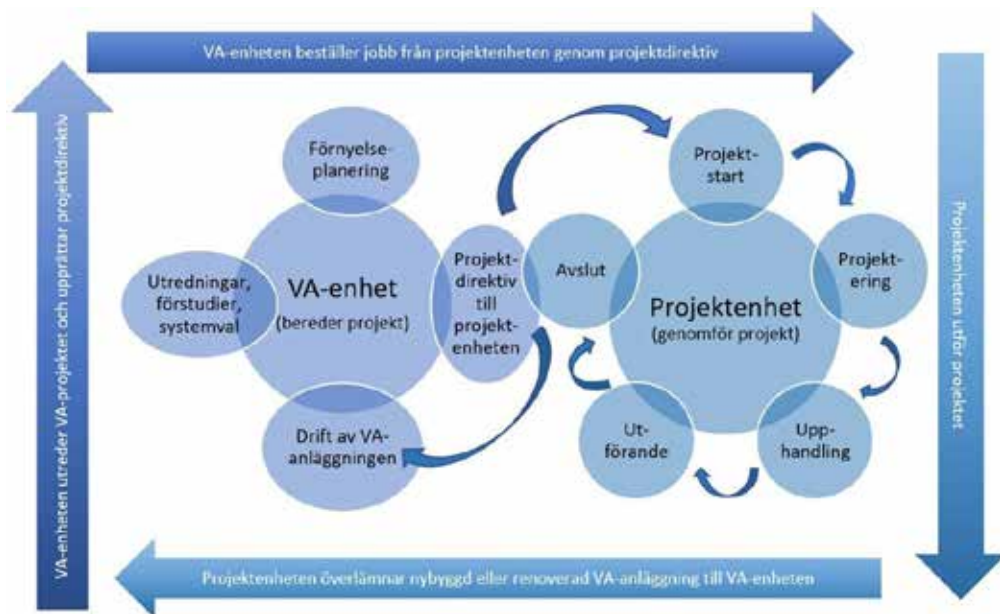 VA-enheten beställer jobb från projektenheten genom projektdirektiv
VA-enheten utreder VA-projektet och upprättar projektdirektiv
Förnyelse-
planering
Utredningar,
förstudier,
systemval
VA-enhet
(bereder projekt)
Projekt-
direktiv
till
projekt-
enheten
Drift av VA-
anläggningen
Projekt-
start
Avslut
Projekt-
ering
Projektenhet
(genomför projekt)
Ut-
förande
Upp-
handling
Projektenheten utför projektet
Projektenheten överlämnar nybyggd eller renoverad VA-anläggning till VA-enheten